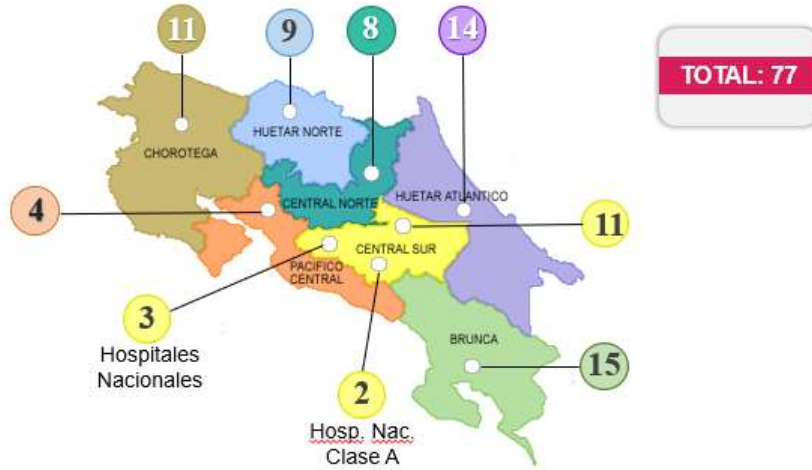 11
9
8
14
TOTAL: 77
HUETAR NORTE
CHOROTEGA
HUETAR ATLANTICO
4
CENTRAL NORTE
11
CENTRAL SUR
PACIFICO
CENTRAL
3
Hospitales
Nacionales
BRUNCA
15
2
Hosp. Nac.
Clase A